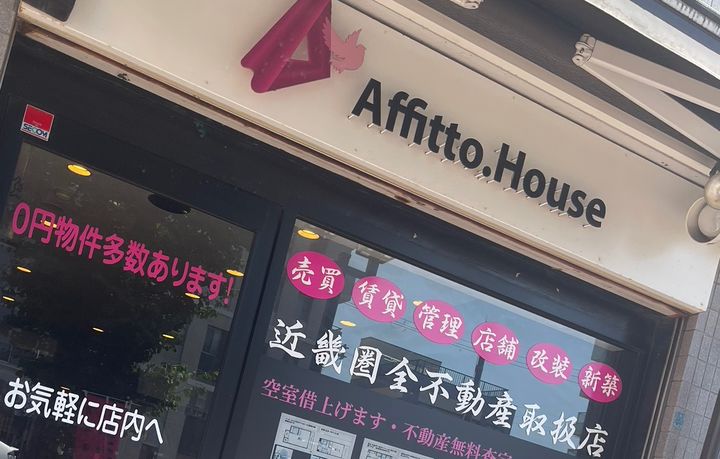 Affitto.House
SECOM
0円物件多数あります!
売買 賃貸 管理 店舗 改装 新築
近畿圏全不動産取扱店
お気軽に店内へ
空室借上げます・不動産無料査定